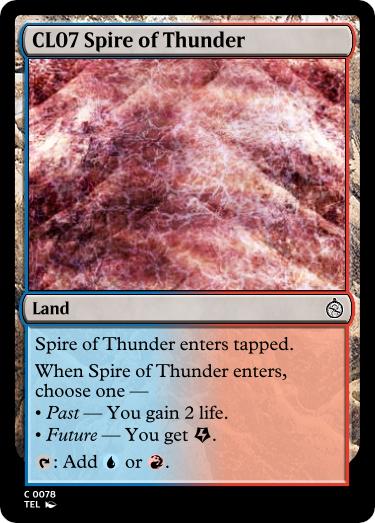 CL07 Spire of Thunder
Land
Spire of Thunder enters tapped.
When Spire of Thunder enters,
choose one —
• Past — You gain 2 life.
• Future — You get .
: Add or .
C 0078
TEL